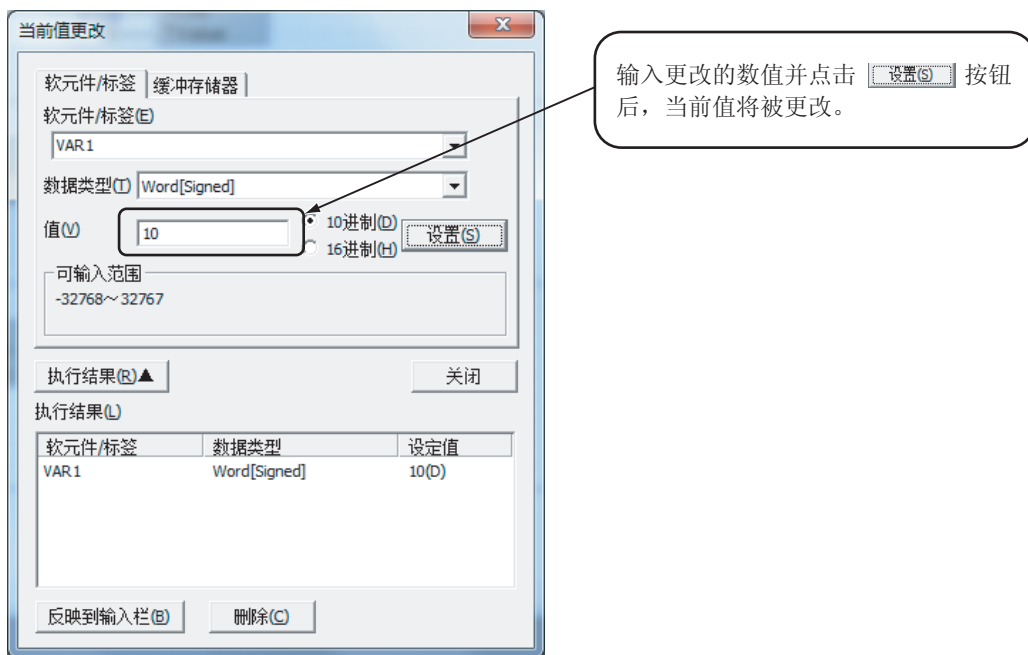 当前值更改
软元件/标签 缓冲存储器
软元件/标签(E)
VAR1
数据类型(T) Word[Signed]
值(V) 10 10进制(D) 设置(S)
16进制(H)
可输入范围
-32768~32767
执行结果(R)▲ 关闭
执行结果(L)
软元件/标签 数据类型 设定值
VAR1 Word[Signed] 10(D)
反映到输入栏(B) 删除(C)
输入更改的数值并点击 设置(S) 按钮
后，当前值将被更改。